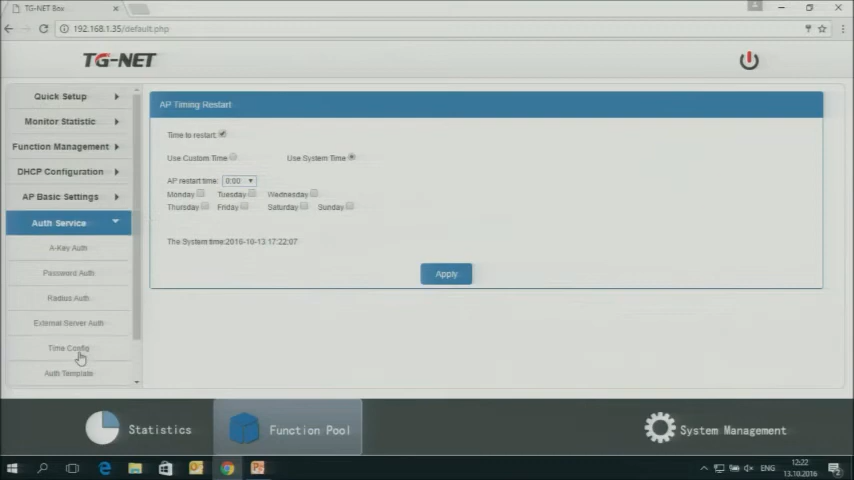 TG-NET Box
192.168.1.35/default.php
TG-NET
Quick Setup
Monitor Statistic
Function Management
DHCP Configuration
AP Basic Settings
Auth Service
A-Key Auth
Password Auth
Radius Auth
External Server Auth
Time Config
Auth Template
AP Timing Restart
Time to restart:
Use Custom Time
Use System Time
AP restart time: 0:00
Monday Tuesday Wednesday
Thursday Friday Saturday Sunday
The System time:2016-10-13 17:22:07
Apply
Statistics
Function Pool
System Management
ENG
12:22
13.10.2016